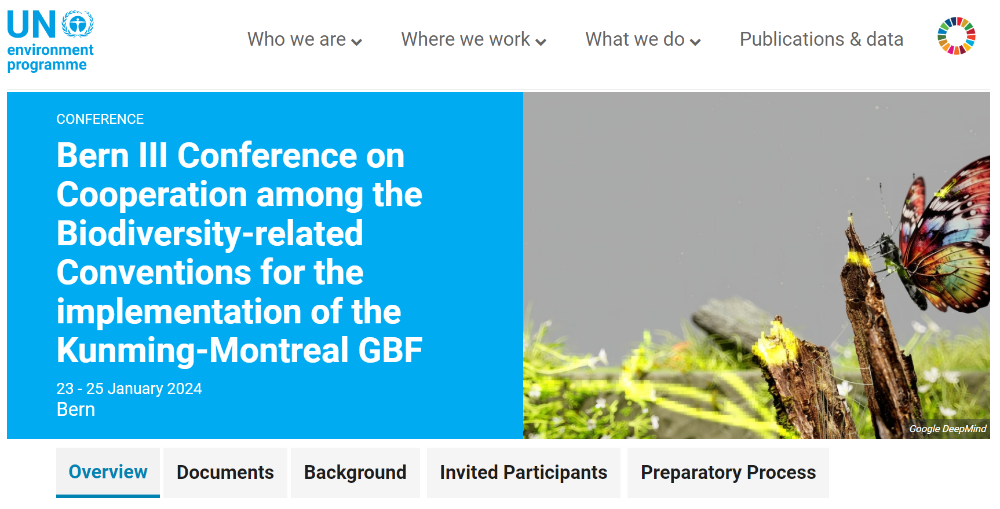 UN
environment
programme
Who we are
Where we work
What we do
Publications & data
CONFERENCE
Bern III Conference on
Cooperation among the
Biodiversity-related
Conventions for the
implementation of the
Kunming-Montreal GBF
23 - 25 January 2024
Bern
Google DeepMind
Overview
Documents
Background
Invited Participants
Preparatory Process